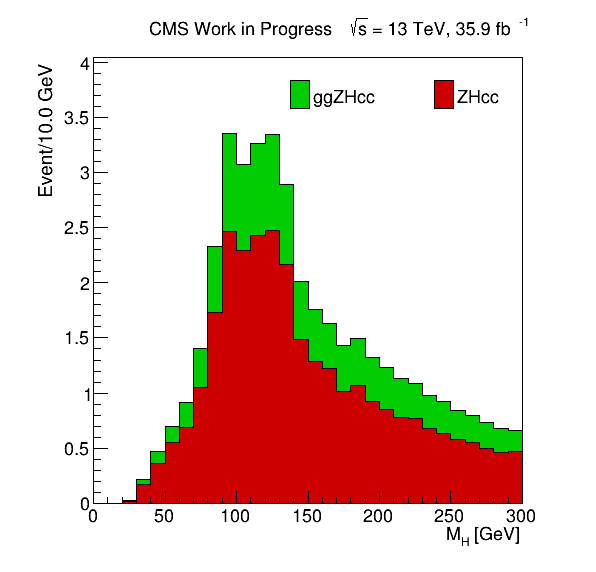 CMS Work in Progress √s = 13 TeV, 35.9 fb⁻¹
Event/10.0 GeV
4
3.5
3
2.5
2
1.5
1
0.5
0
ggZHcc ZHcc
0 50 100 150 200 250 300
M_H [GeV]